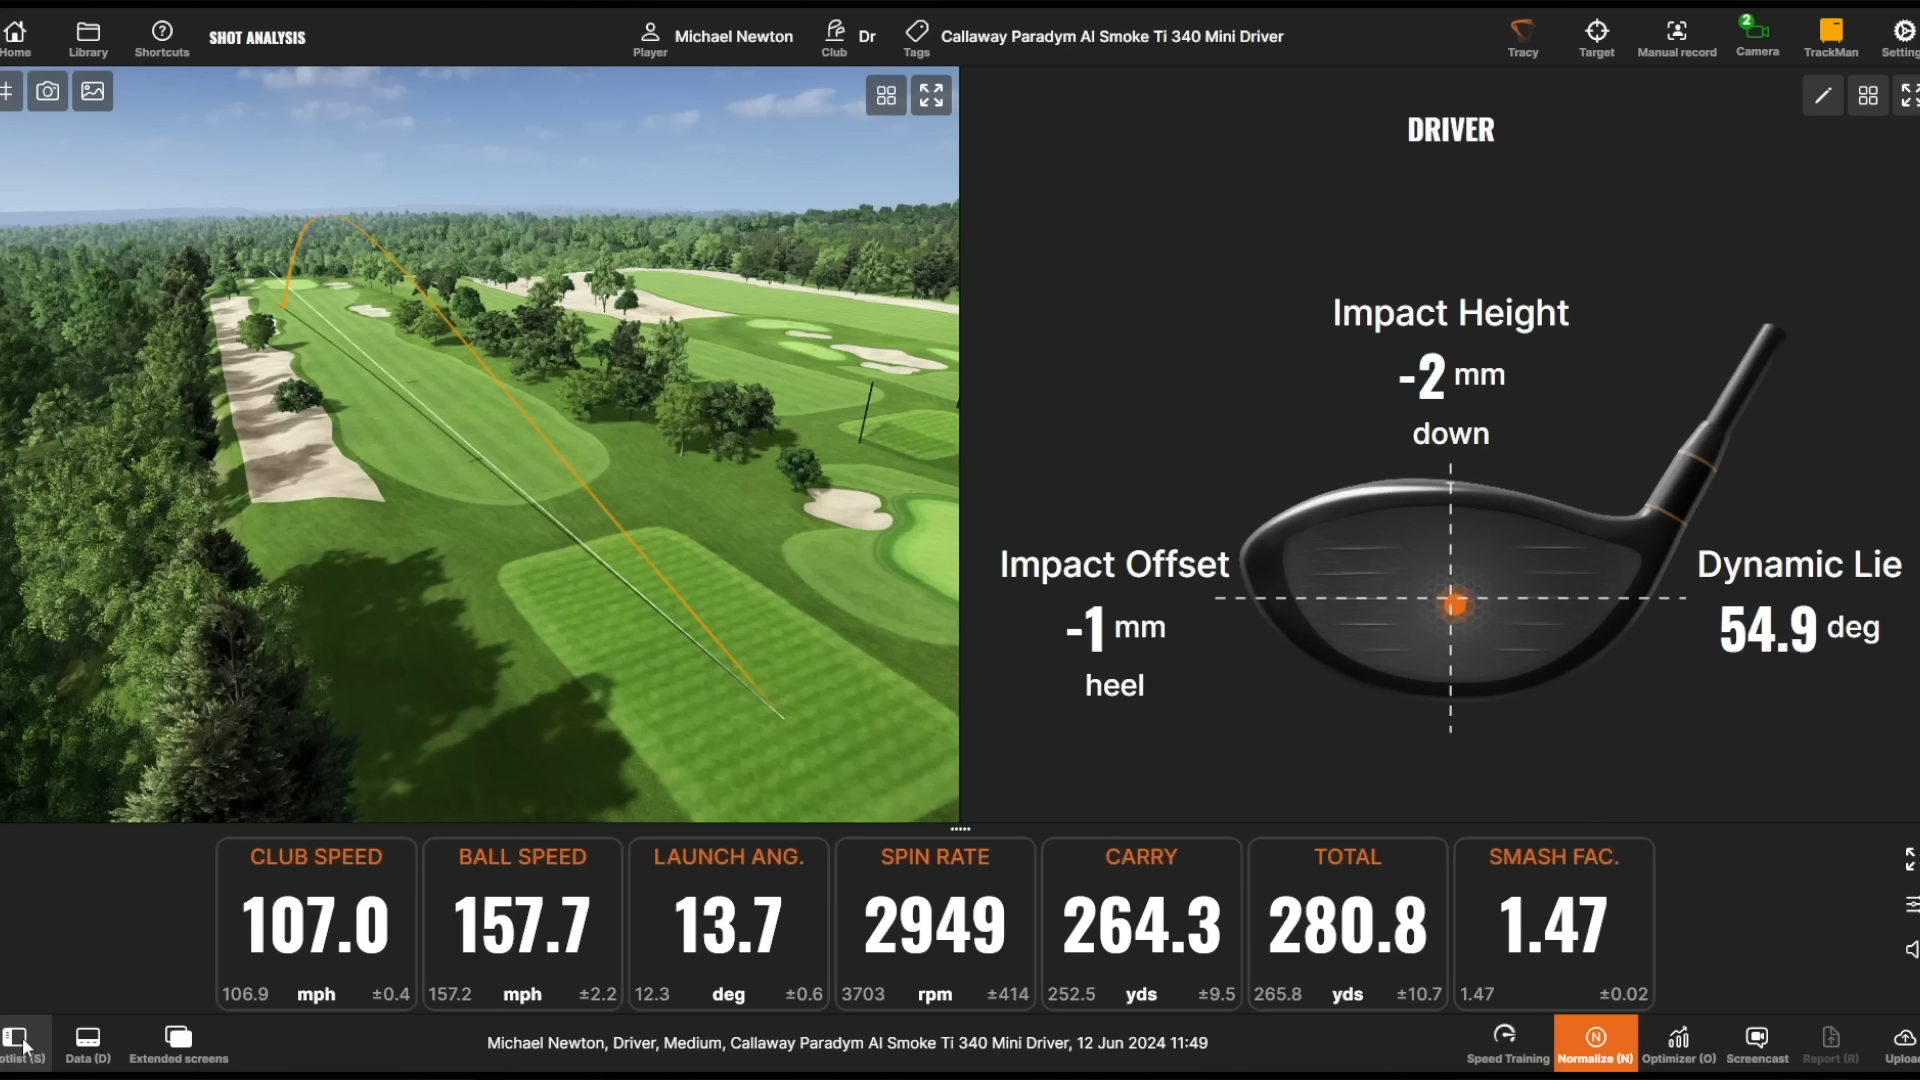 Home
Library
Shortcuts
SHOT ANALYSIS
Player
Michael Newton
Club
Dr
Tags
Callaway Paradym AI Smoke Ti 340 Mini Driver
Tracy
Target
Manual record
2
Camera
TrackMan
Setting
DRIVER
Impact Height
-2 mm
down
Impact Offset
-1 mm
heel
Dynamic Lie
54.9 deg
CLUB SPEED
107.0
106.9 mph ±0.4
BALL SPEED
157.7
157.2 mph ±2.2
LAUNCH ANG.
13.7
12.3 deg ±0.6
SPIN RATE
2949
3703 rpm ±414
CARRY
264.3
252.5 yds ±9.5
TOTAL
280.8
265.8 yds ±10.7
SMASH FAC.
1.47
1.47 ±0.02
otlist (S)
Data (D)
Extended screens
Michael Newton, Driver, Medium, Callaway Paradym AI Smoke Ti 340 Mini Driver, 12 Jun 2024 11:49
Speed Training
N
Normalize (N)
Optimizer (O)
Screencast
Report (R)
Upload